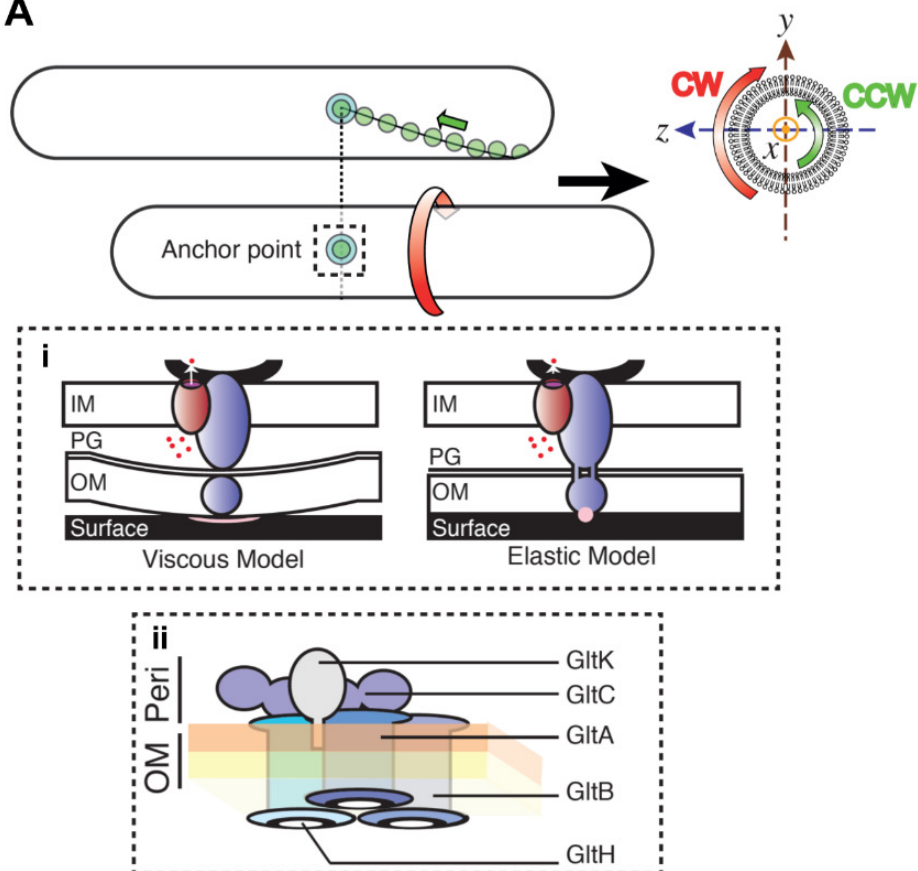 A
y
CW
CCW
z
x
Anchor point
i
IM
PG
OM
Surface
Viscous Model
IM
PG
OM
Surface
Elastic Model
ii
Peri
OM
GltK
GltC
GltA
GltB
GltH